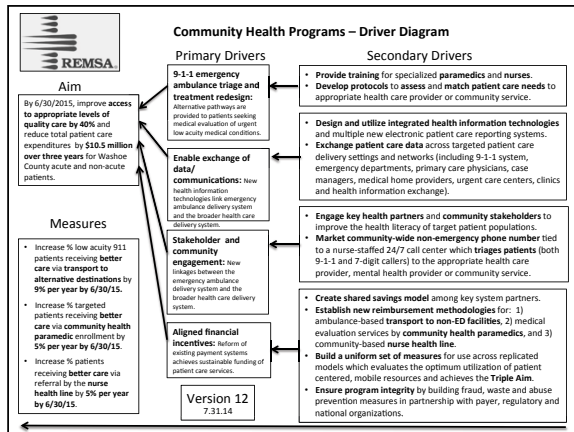 Community Health Programs – Driver Diagram
REMSA.
Aim
By 6/30/2015, improve access
to appropriate levels of
quality care by 40% and
reduce total patient care
expenditures by $10.5 million
over three years for Washoe
County acute and non-acute
patients.
Measures
• Increase % low acuity 911
patients receiving better
care via transport to
alternative destinations by
9% per year by 6/30/15.
• Increase % targeted
patients receiving better
care via community health
paramedic enrollment by
5% per year by 6/30/15.
• Increase % patients
receiving better care via
referral by the nurse
health line by 5% per year
by 6/30/15.
Primary Drivers
9-1-1 emergency
ambulance triage and
treatment redesign:
Alternative pathways are
provided to patients seeking
medical evaluation of urgent
low acuity medical conditions.
Enable exchange of
data/
communications: New
health information
technologies link emergency
ambulance delivery system and
the broader health care
delivery system.
Stakeholder and
community
engagement: New
linkages between the
emergency ambulance
delivery system and the
broader health care delivery
system.
Aligned financial
incentives: Reform of
existing payment systems
achieves sustainable funding of
patient care services.
Version 12
7.31.14
Secondary Drivers
• Provide training for specialized paramedics and nurses.
• Develop protocols to assess and match patient care needs to
appropriate health care provider or community service.
• Design and utilize integrated health information technologies
and multiple new electronic patient care reporting systems.
• Exchange patient care data across targeted patient care
delivery settings and networks (including 9-1-1 system,
emergency departments, primary care physicians, case
managers, medical home providers, urgent care centers, clinics
and health information exchange).
• Engage key health partners and community stakeholders to
improve the health literacy of target patient populations.
• Market community-wide non-emergency phone number tied
to a nurse-staffed 24/7 call center which triages patients (both
9-1-1 and 7-digit callers) to the appropriate health care
provider, mental health provider or community service.
• Create shared savings model among key system partners.
• Establish new reimbursement methodologies for: 1)
ambulance-based transport to non-ED facilities, 2) medical
evaluation services by community health paramedics, and 3)
community-based nurse health line.
• Build a uniform set of measures for use across replicated
models which evaluates the optimum utilization of patient
centered, mobile resources and achieves the Triple Aim.
• Ensure program integrity by building fraud, waste and abuse
prevention measures in partnership with payer, regulatory and
national organizations.